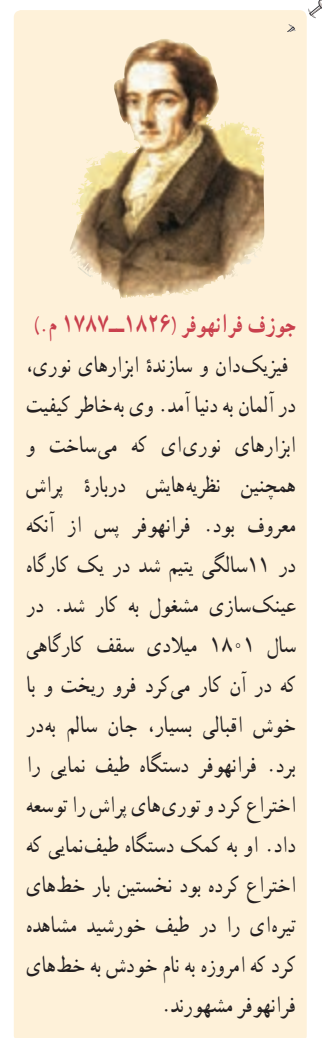 جوزف فرانهوفر (۱۸۲۶ــ۱۷۸۷ م.)
فیزیک‌دان و سازندهٔ ابزارهای نوری،
در آلمان به دنیا آمد. وی به‌خاطر کیفیت
ابزارهای نوری‌ای که می‌ساخت و
همچنین نظریه‌هایش دربارهٔ پراش
معروف بود. فرانهوفر پس از آنکه
در ۱۱سالگی یتیم شد در یک کارگاه
عینک‌سازی مشغول به کار شد. در
سال ۱۸۰۱ میلادی سقف کارگاهی
که در آن کار می‌کرد فرو ریخت و با
خوش اقبالی بسیار، جان سالم به‌در
برد. فرانهوفر دستگاه طیف نمایی را
اختراع کرد و توری‌های پراش را توسعه
داد. او به کمک دستگاه طیف‌نمایی که
اختراع کرده بود نخستین بار خط‌های
تیره‌ای را در طیف خورشید مشاهده
کرد که امروزه به نام خودش به خط‌های
فرانهوفر مشهورند.